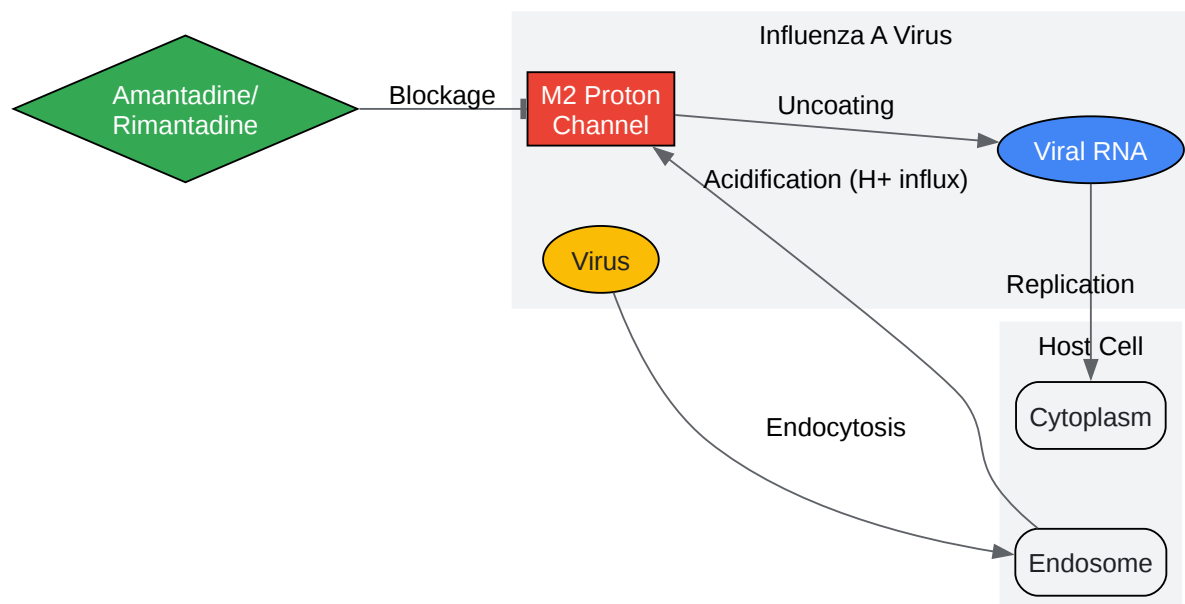 Influenza A Virus
Amantadine/
Rimantadine
Blockage
M2 Proton
Channel
Uncoating
Viral RNA
Acidification (H+ influx)
Virus
Replication
Host Cell
Cytoplasm
Endocytosis
Endosome